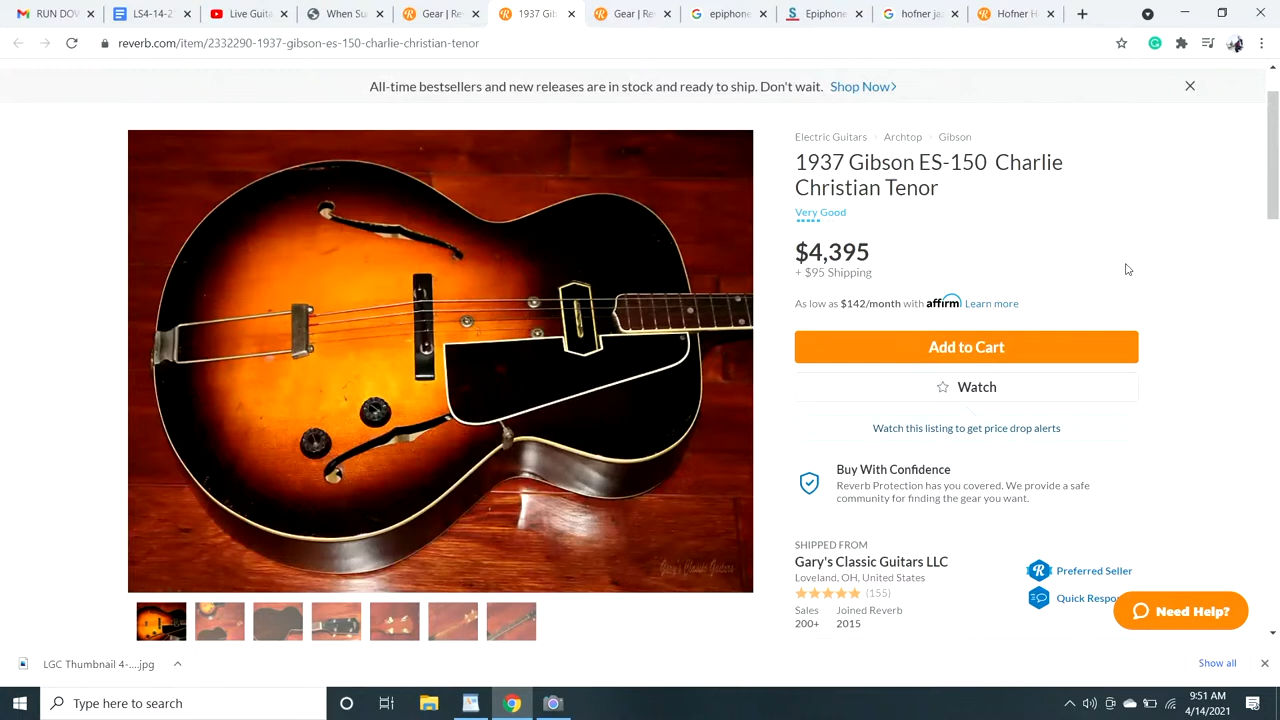 RUN DOV
LS4-14-2
Live Guita
When Sur
Gear | Re
1937 Gib
Gear | Re
epiphone
Epiphone
gofner jaz
Hofner H
reverb.com/item/2332290-1937-gibson-es-150-charlie-christian-tenor
All-time bestsellers and new releases are in stock and ready to ship. Don't wait. Shop Now
Electric Guitars
Archtop
Gibson
1937 Gibson ES-150 Charlie
Christian Tenor
Very Good
$4,395
+ $95 Shipping
As low as $142/month with affirm Learn more
Add to Cart
Watch
Watch this listing to get price drop alerts
Buy With Confidence
Reverb Protection has you covered. We provide a safe
community for finding the gear you want.
SHIPPED FROM
Gary's Classic Guitars LLC
Loveland, OH, United States
(155)
Sales Joined Reverb
200+ 2015
Preferred Seller
Quick Respo
Need Help?
Gary's Classic Guitars
LGC Thumbnail 4-....jpg
Show all
Type here to search
9:51 AM
4/14/2021